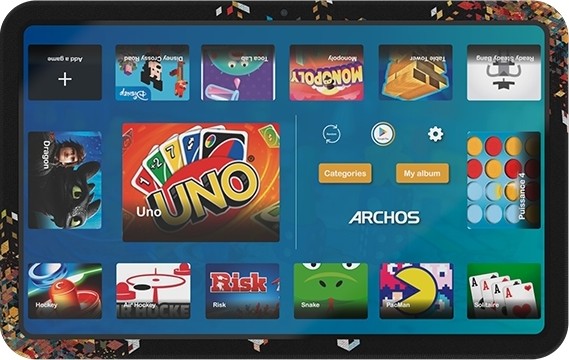 Add a game
Disney Crossy Road
Disney
Toca Lab
Monopoly
MONOPOLY
Table Tower
Ready Steady Bang
Dragon
UNO
Uno
Categories
My album
ARCHOS
Puissance 4
Hockey
Air Hockey
Risk
Risk
Snake
PacMan
Solitaire
A
A
A
A